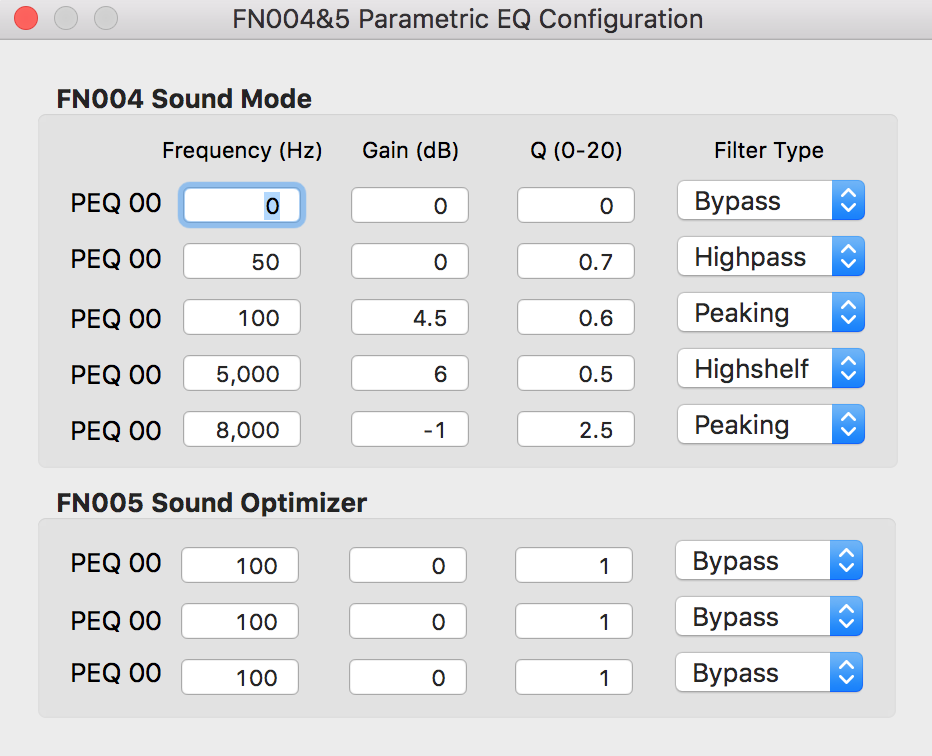 FN004&5 Parametric EQ Configuration
FN004 Sound Mode
Frequency (Hz) Gain (dB) Q (0-20) Filter Type
PEQ 00 0 0 0 Bypass
PEQ 00 50 0 0.7 Highpass
PEQ 00 100 4.5 0.6 Peaking
PEQ 00 5,000 6 0.5 Highshelf
PEQ 00 8,000 -1 2.5 Peaking
FN005 Sound Optimizer
PEQ 00 100 0 1 Bypass
PEQ 00 100 0 1 Bypass
PEQ 00 100 0 1 Bypass